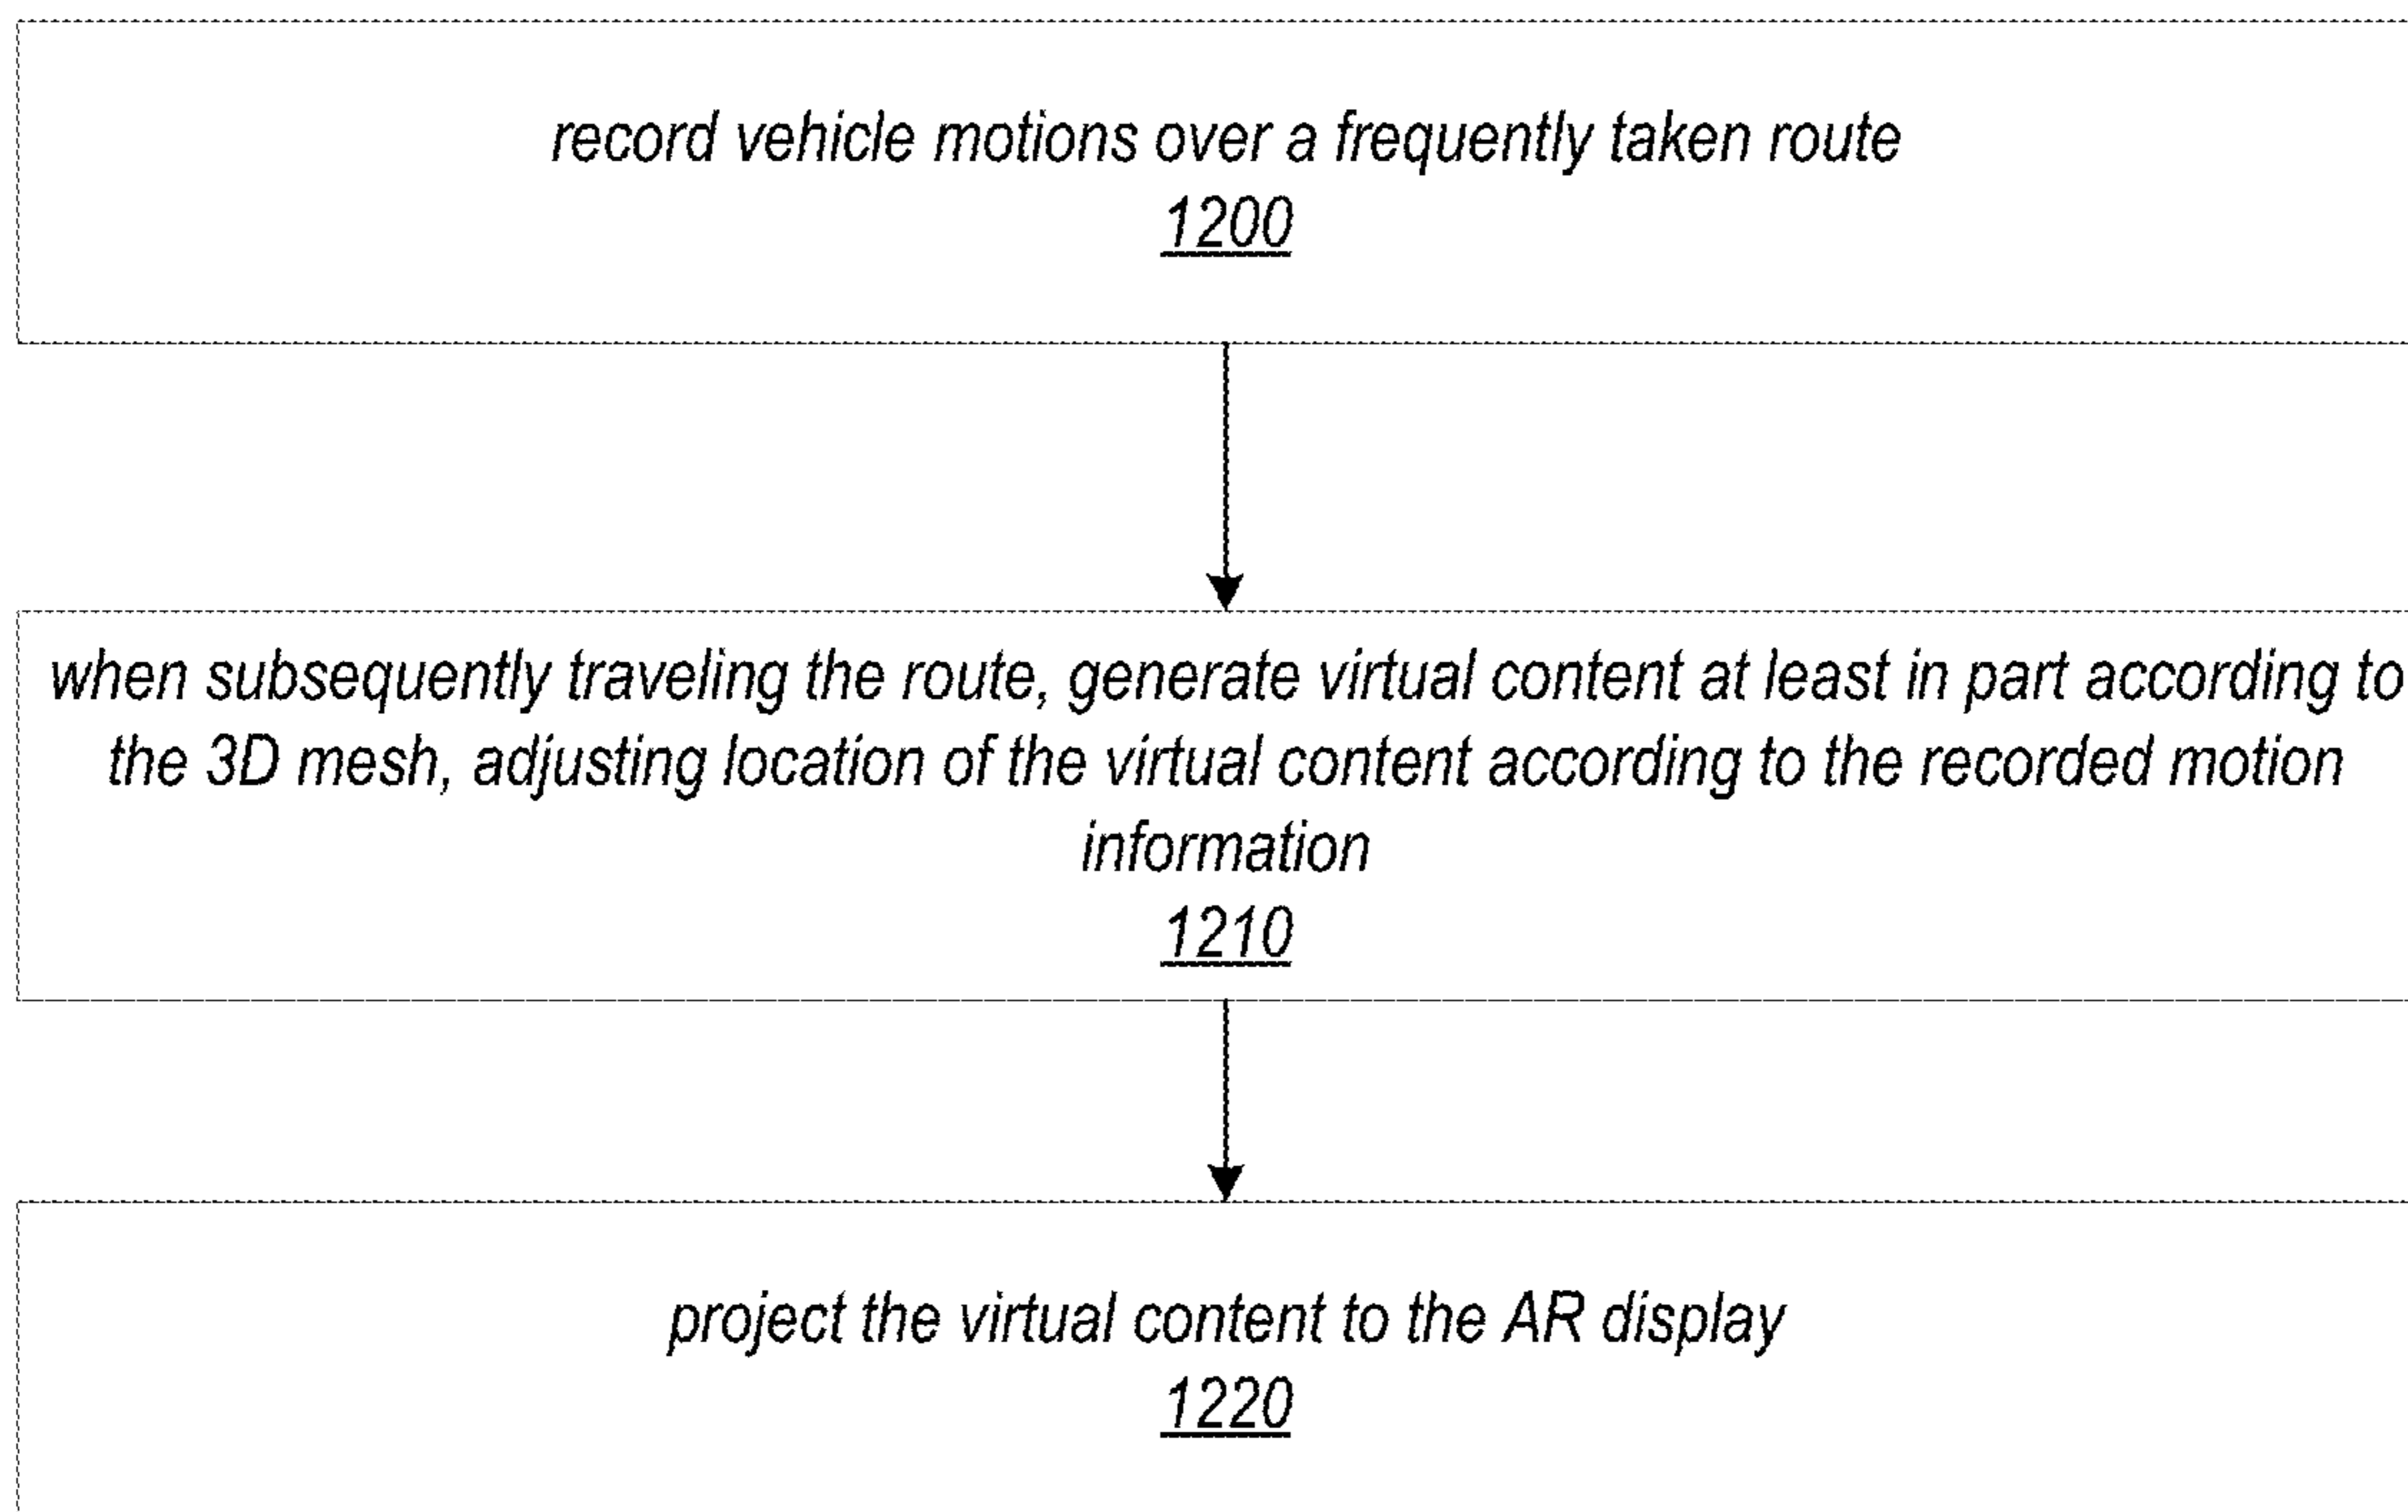 record vehicle motions over a frequently taken route
1200
when subsequently traveling the route, generate virtual content at least in part according to
the 3D mesh, adjusting location of the virtual content according to the recorded motion
information
1210
project the virtual content to the AR display
1220